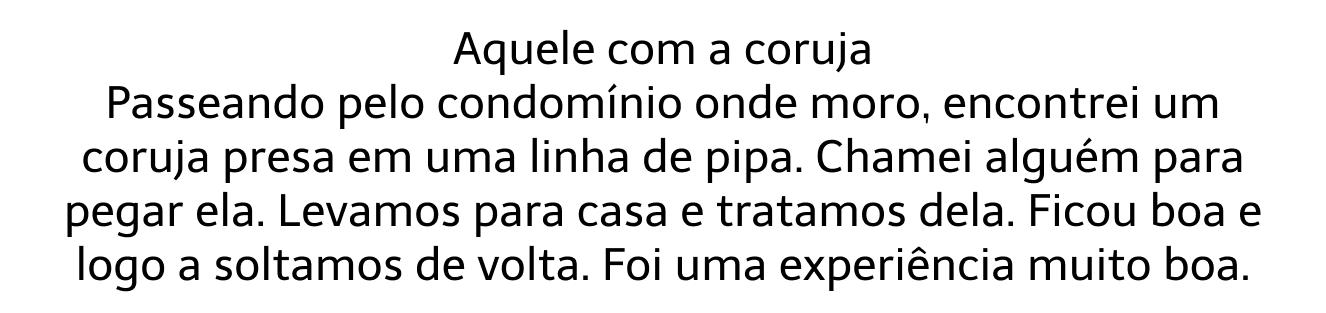 Aquele com a coruja
Passeando pelo condomínio onde moro, encontrei um
coruja presa em uma linha de pipa. Chamei alguém para
pegar ela. Levamos para casa e tratamos dela. Ficou boa e
logo a soltamos de volta. Foi uma experiência muito boa.